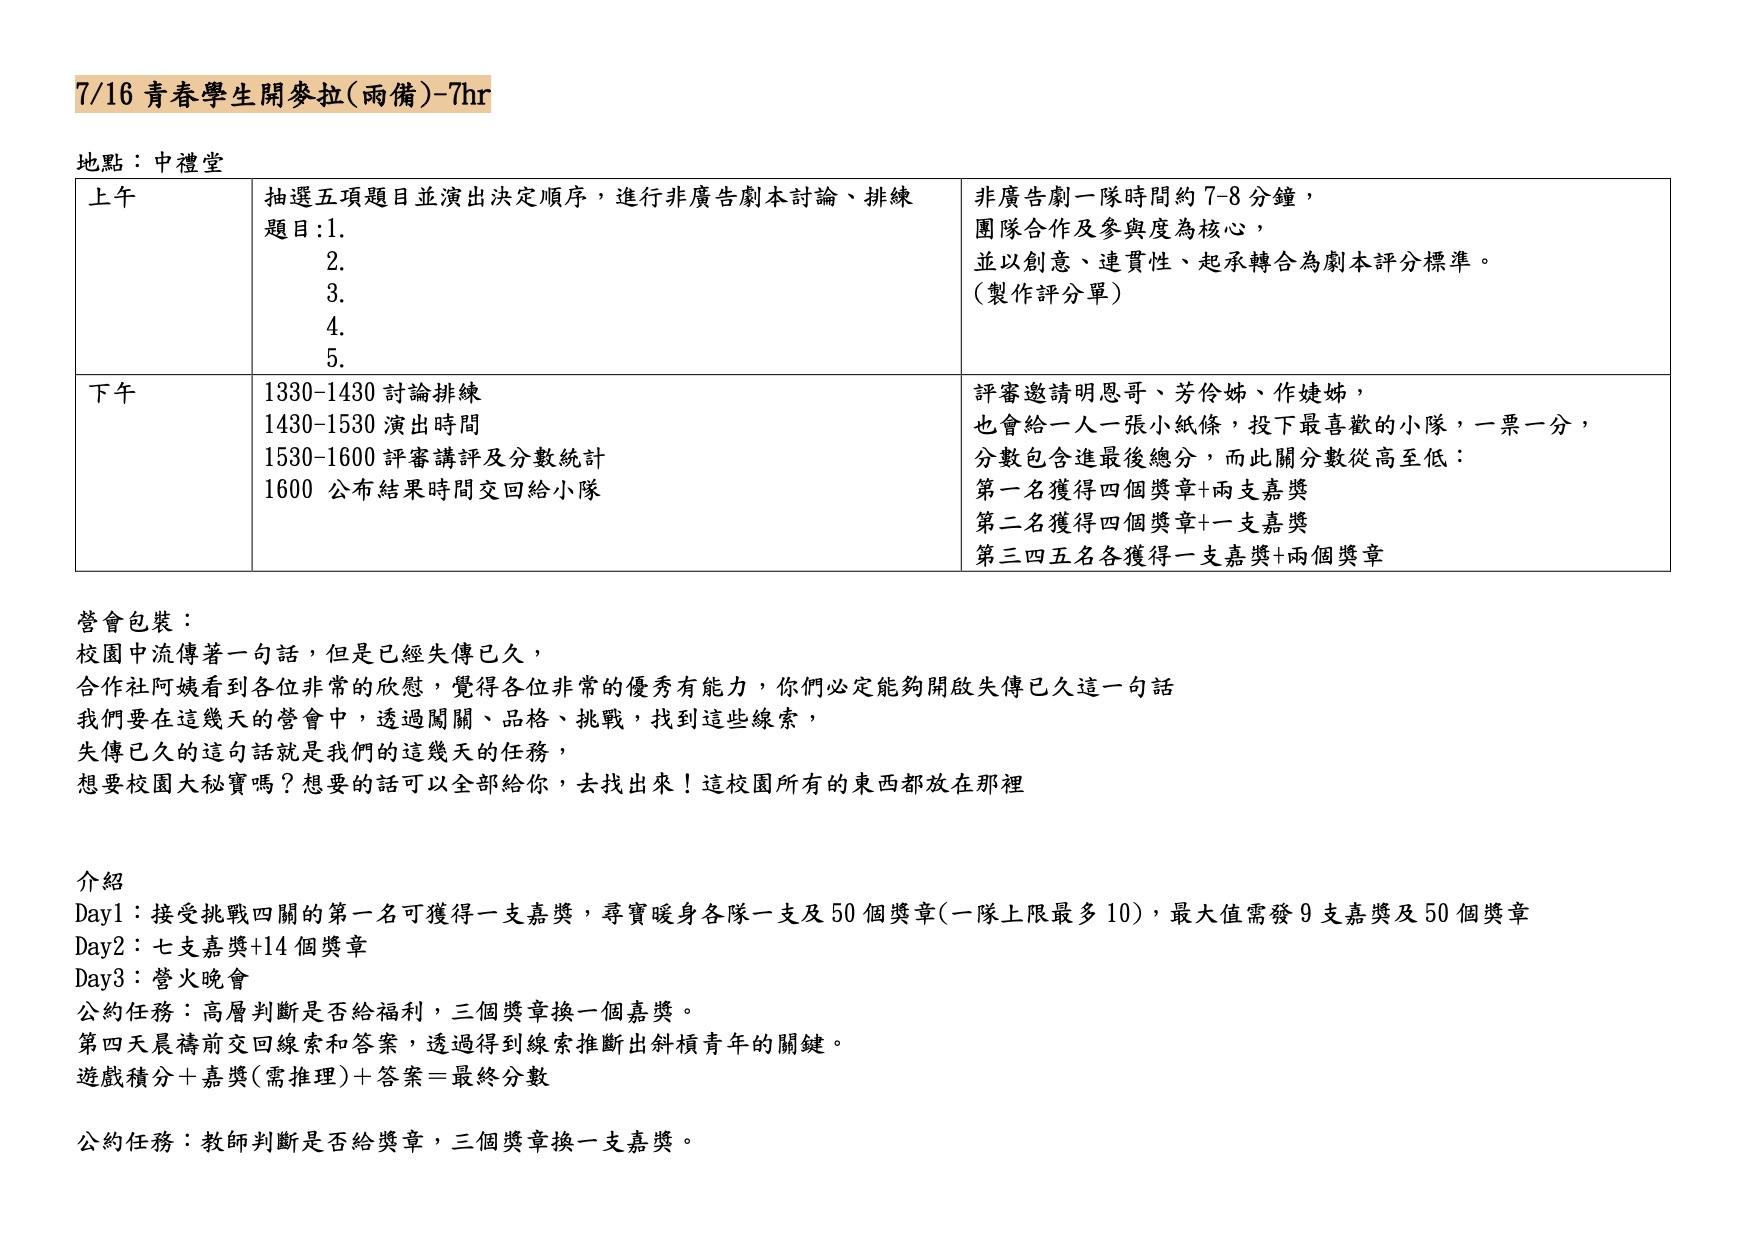 7/16 青春學生開麥拉(雨備)-7hr
地點：中禮堂
上午
抽選五項題目並演出決定順序，進行非廣告劇本討論、排練
題目:1.
2.
3.
4.
5.
非廣告劇一隊時間約 7-8 分鐘，
團隊合作及參與度為核心，
並以創意、連貫性、起承轉合為劇本評分標準。
(製作評分單)
下午
1330-1430 討論排練
1430-1530 演出時間
1530-1600 評審講評及分數統計
1600 公布結果時間交回給小隊
評審邀請明恩哥、芳伶姊、作婕姊，
也會給一人一張小紙條，投下最喜歡的小隊，一票一分，
分數包含進最後總分，而此關分數從高至低：
第一名獲得四個獎章+兩支嘉獎
第二名獲得四個獎章+一支嘉獎
第三四五名各獲得一支嘉獎+兩個獎章
營會包裝：
校園中流傳著一句話，但是已經失傳已久，
合作社阿姨看到各位非常的欣慰，覺得各位非常的優秀有能力，你們必定能夠開啟失傳已久這一句話
我們要在這幾天的營會中，透過闖關、品格、挑戰，找到這些線索，
失傳已久的這句話就是我們的這幾天的任務，
想要校園大秘寶嗎？想要的話可以全部給你，去找出來！這校園所有的東西都放在那裡
介紹
Day1：接受挑戰四關的第一名可獲得一支嘉獎，尋寶暖身各隊一支及 50 個獎章(一隊上限最多 10)，最大值需發 9 支嘉獎及 50 個獎章
Day2：七支嘉獎+14 個獎章
Day3：營火晚會
公約任務：高層判斷是否給福利，三個獎章換一個嘉獎。
第四天晨禱前交回線索和答案，透過得到線索推斷出斜槓青年的關鍵。
遊戲積分＋嘉獎(需推理)＋答案＝最終分數
公約任務：教師判斷是否給獎章，三個獎章換一支嘉獎。